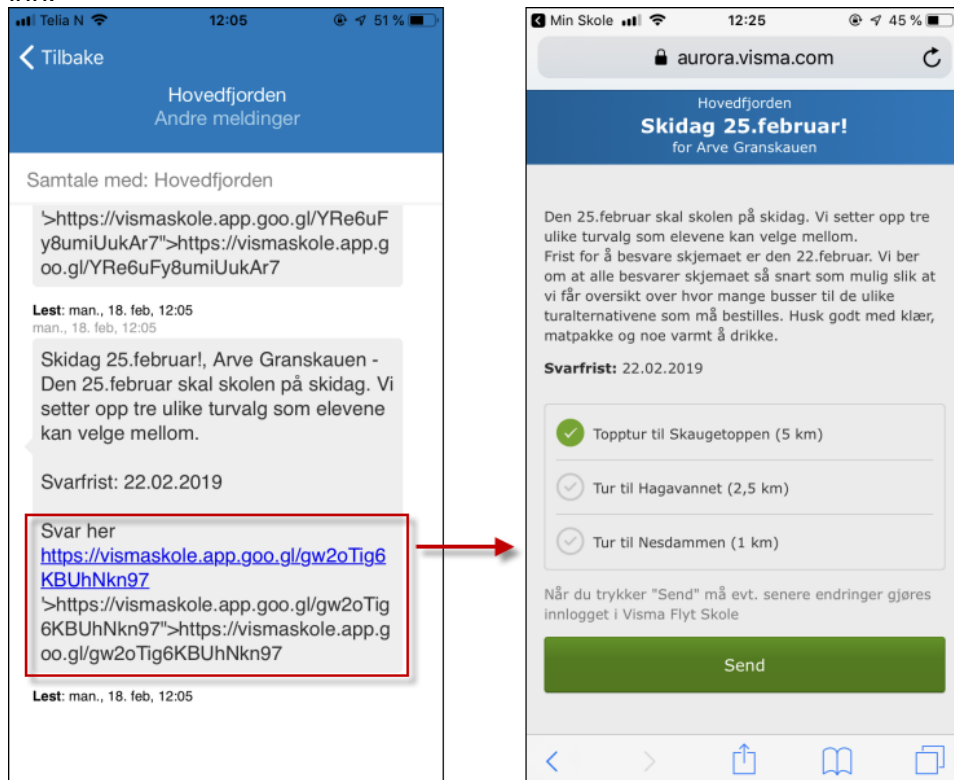 Telia N 12:05 51 %
Tilbake
Hovedfjorden
Andre meldinger
Samtale med: Hovedfjorden
'>https://vismaskole.app.goo.gl/YRe6uF
y8umiUukAr7">https://vismaskole.app.g
oo.gl/YRe6uFy8umiUukAr7
Lest: man., 18. feb, 12:05
man., 18. feb, 12:05
Skidag 25.februar!, Arve Granskauen -
Den 25.februar skal skolen på skidag. Vi
setter opp tre ulike turvalg som elevene
kan velge mellom.
Svarfrist: 22.02.2019
Svar her
https://vismaskole.app.goo.gl/gw2oTig6
KBUhNkn97
'>https://vismaskole.app.goo.gl/gw2oTig
6KBUhNkn97">https://vismaskole.app.g
oo.gl/gw2oTig6KBUhNkn97
Lest: man., 18. feb, 12:05
Min Skole 12:25 45 %
aurora.visma.com
Hovedfjorden
Skidag 25.februar!
for Arve Granskauen
Den 25.februar skal skolen på skidag. Vi setter opp tre
ulike turvalg som elevene kan velge mellom.
Frist for å besvare skjemaet er den 22.februar. Vi ber
om at alle besvarer skjemaet så snart som mulig slik at
vi får oversikt over hvor mange busser til de ulike
turalternativene som må bestilles. Husk godt med klær,
matpakke og noe varmt å drikke.
Svarfrist: 22.02.2019
Topptur til Skaugetoppen (5 km)
Tur til Hagavannet (2,5 km)
Tur til Nesdammen (1 km)
Når du trykker "Send" må evt. senere endringer gjøres
innlogget i Visma Flyt Skole
Send